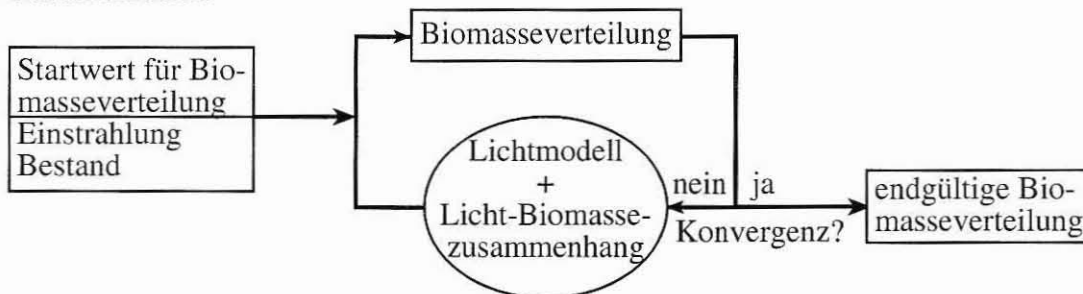 Startwert für Bio-
masseverteilung
Einstrahlung
Bestand
Biomasseverteilung
Lichtmodell
+
Licht-Biomasse-
zusammenhang
nein
ja
Konvergenz?
endgültige Bio-
masseverteilung